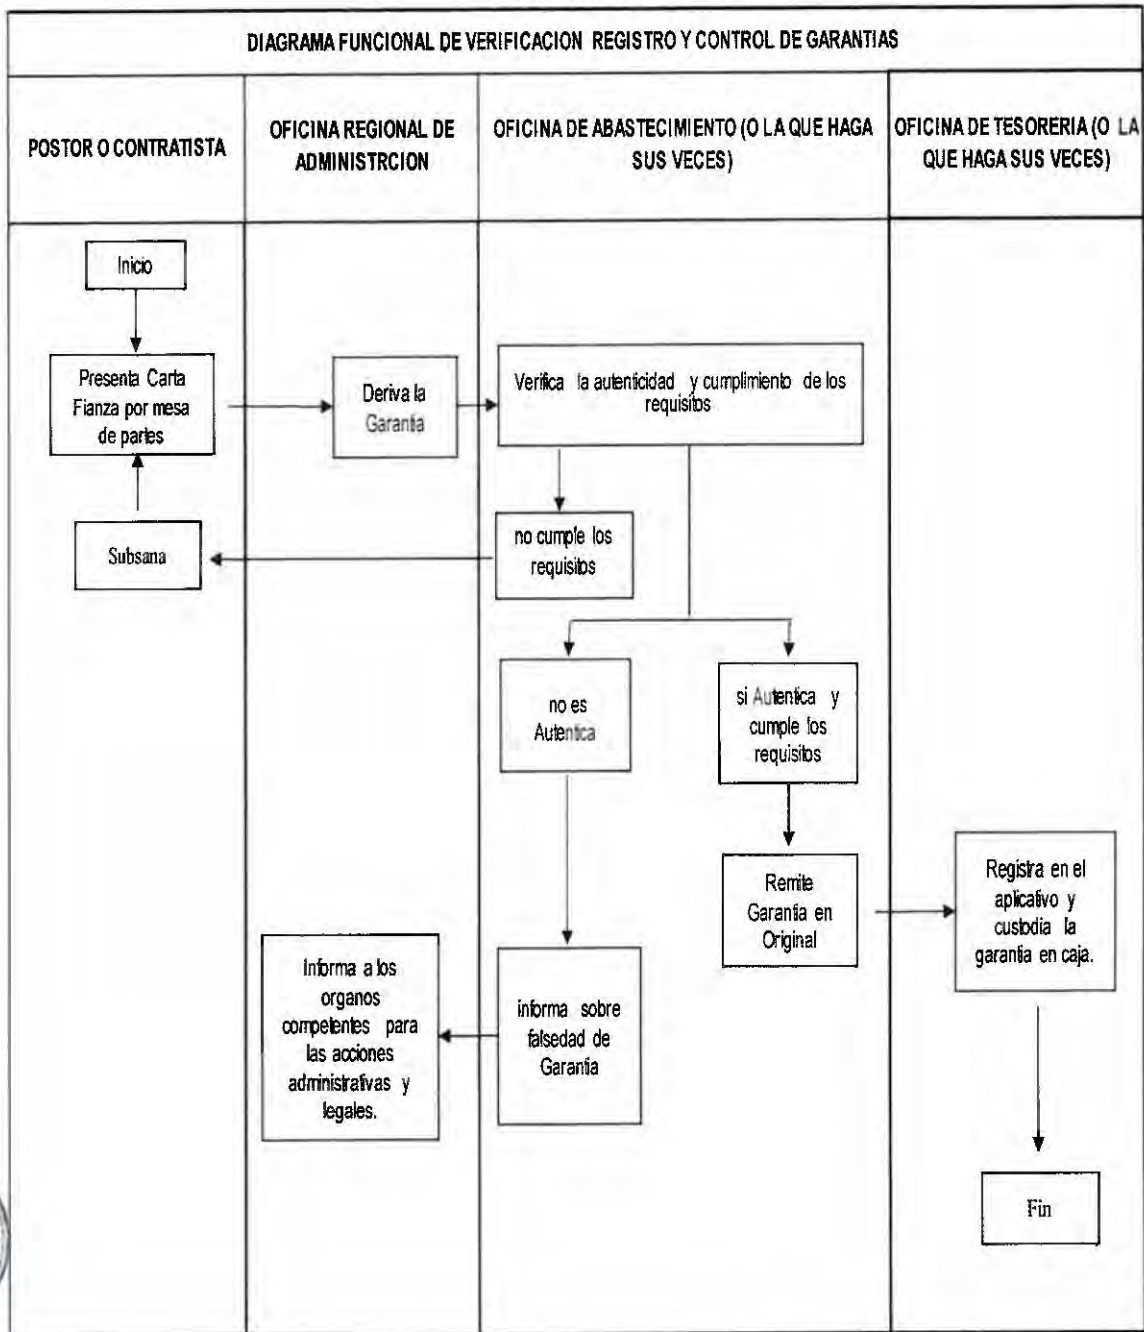 DIAGRAMA FUNCIONAL DE VERIFICACION REGISTRO Y CONTROL DE GARANTIAS
POSTOR O CONTRATISTA
OFICINA REGIONAL DE
ADMINISTRCION
OFICINA DE ABASTECIMIENTO (O LA QUE HAGA
SUS VECES)
OFICINA DE TESORERIA (O LA
QUE HAGA SUS VECES)
Inicio
Presenta Carta
Fianza por mesa
de partes
Deriva la
Garantia
Verifica la autenticidad y cumplimiento de los
requisitos
Subsana
no cumple los
requisitos
no es
Autentica
si Autentica y
cumple los
requisitos
Remite
Garantia en
Original
Registra en el
aplicativo y
custodia la
garantia en caja.
Informa a los
organos
competentes para
las acciones
administrativas y
legales.
informa sobre
falsedad de
Garantia
Fin